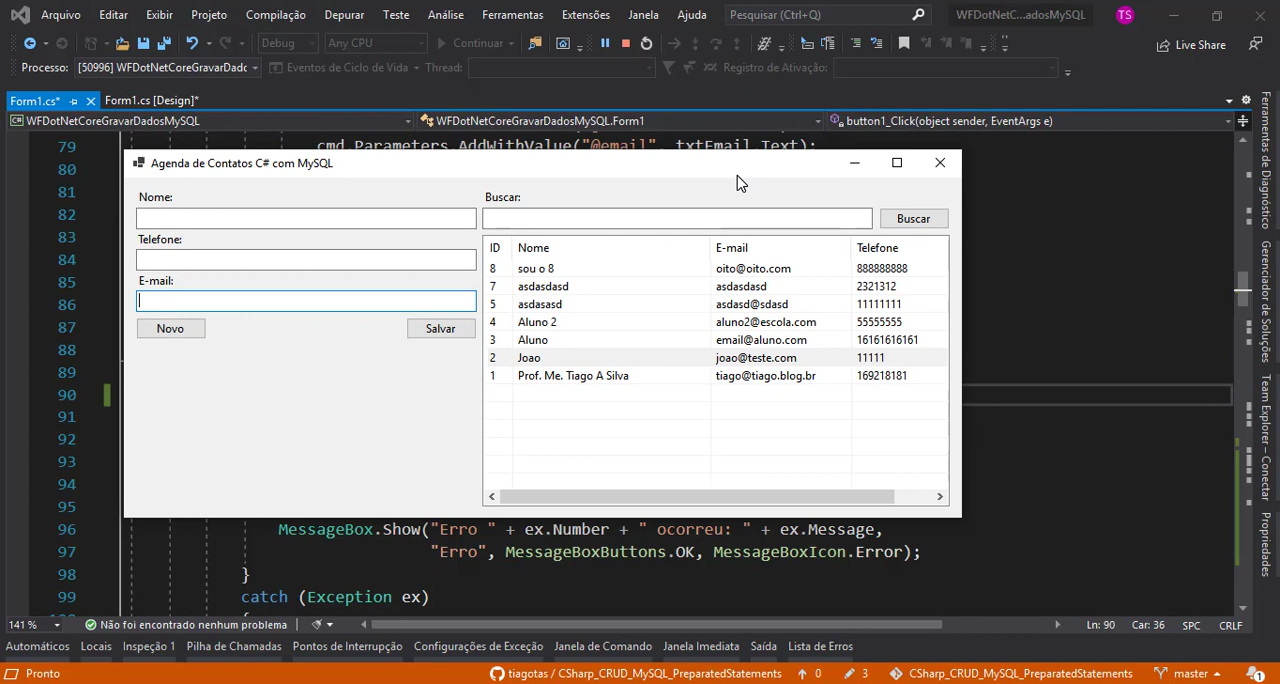 Arquivo Editar Exibir Projeto Compilação Depurar Teste Análise Ferramentas Extensões Janela Ajuda Pesquisar (Ctrl+Q) WFDotNetC...adosMySQL TS
Debug Any CPU Continuar Live Share
Processo: [50996] WFDotNetCoreGravarDado Eventos de Ciclo de Vida Thread: Registro de Ativação:
Form1.cs* Form1.cs [Design]*
WFDotNetCoreGravarDadosMySQL WFDotNetCoreGravarDadosMySQL.Form1 button1_Click(object sender, EventArgs e)
79 cmd.Parameters.AddWithValue("@email", txtEmail.Text);
80
81
82
83
84
85
86
87
88
89
90
91
92
93
94
95
96 MessageBox.Show("Erro " + ex.Number + " ocorreu: " + ex.Message,
97 "Erro", MessageBoxButtons.OK, MessageBoxIcon.Error);
98 }
99 catch (Exception ex)
Agenda de Contatos C# com MySQL
Nome:
Telefone:
E-mail:
Novo Salvar
Buscar:
Buscar
ID Nome E-mail Telefone
8 sou o 8 oito@oito.com 888888888
7 asdasdasd asdasdasd 2321312
5 asdasasd asdasd@sdasd 11111111
4 Aluno 2 aluno2@escola.com 55555555
3 Aluno email@aluno.com 16161616161
2 Joao joao@teste.com 11111
1 Prof. Me. Tiago A Silva tiago@tiago.blog.br 169218181
Ferramentas de Diagnóstico
Gerenciador de Soluções
Team Explorer – Conectar
Propriedades
141 % Não foi encontrado nenhum problema Ln: 90 Car: 36 SPC CRLF
Automáticos Locais Inspeção 1 Pilha de Chamadas Pontos de Interrupção Configurações de Exceção Janela de Comando Janela Imediata Saída Lista de Erros
Pronto tiagotas / CSharp_CRUD_MySQL_PreparatedStatements 0 3 CSharp_CRUD_MySQL_PreparatedStatements master 1